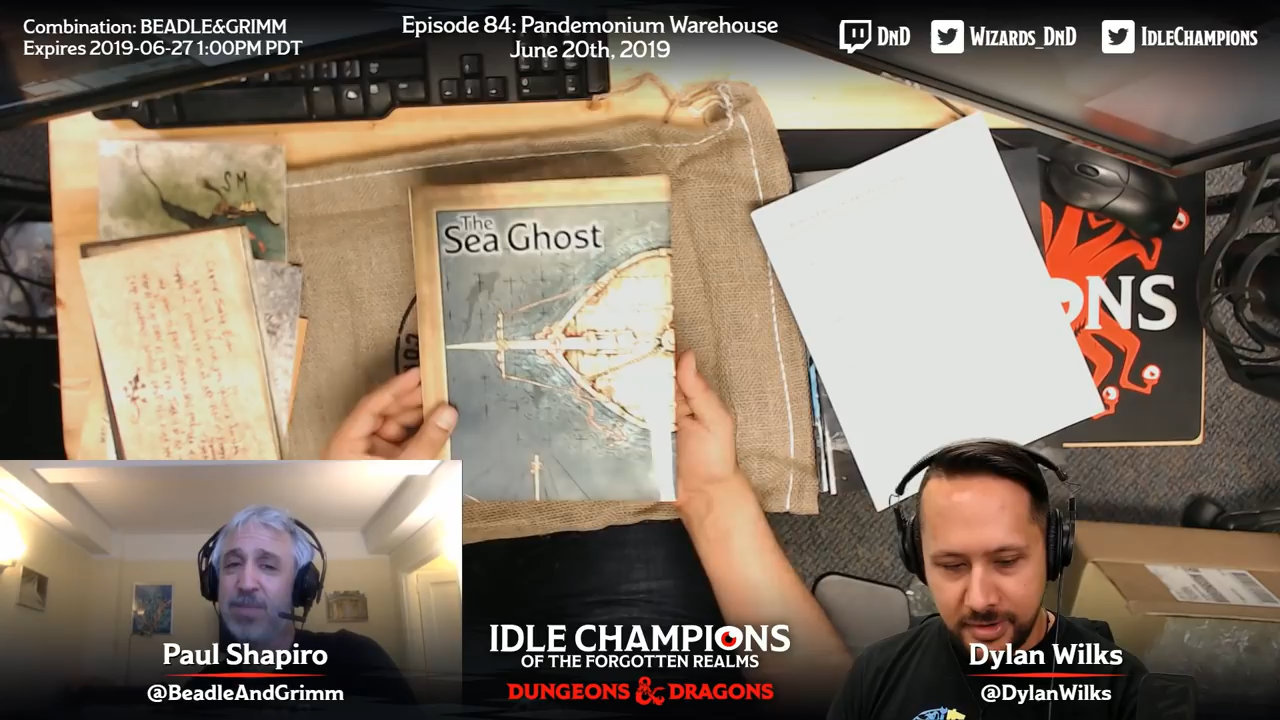 Combination: BEADLE&GRIMM
Expires 2019-06-27 1:00PM PDT
Episode 84: Pandemonium Warehouse
June 20th, 2019
DnD
Wizards_DnD
IdleChampions
SM
The
Sea Ghost
ONS
Paul Shapiro
@BeadleAndGrimm
IDLE CHAMPIONS
OF THE FORGOTTEN REALMS
DUNGEONS & DRAGONS
Dylan Wilks
@DylanWilks